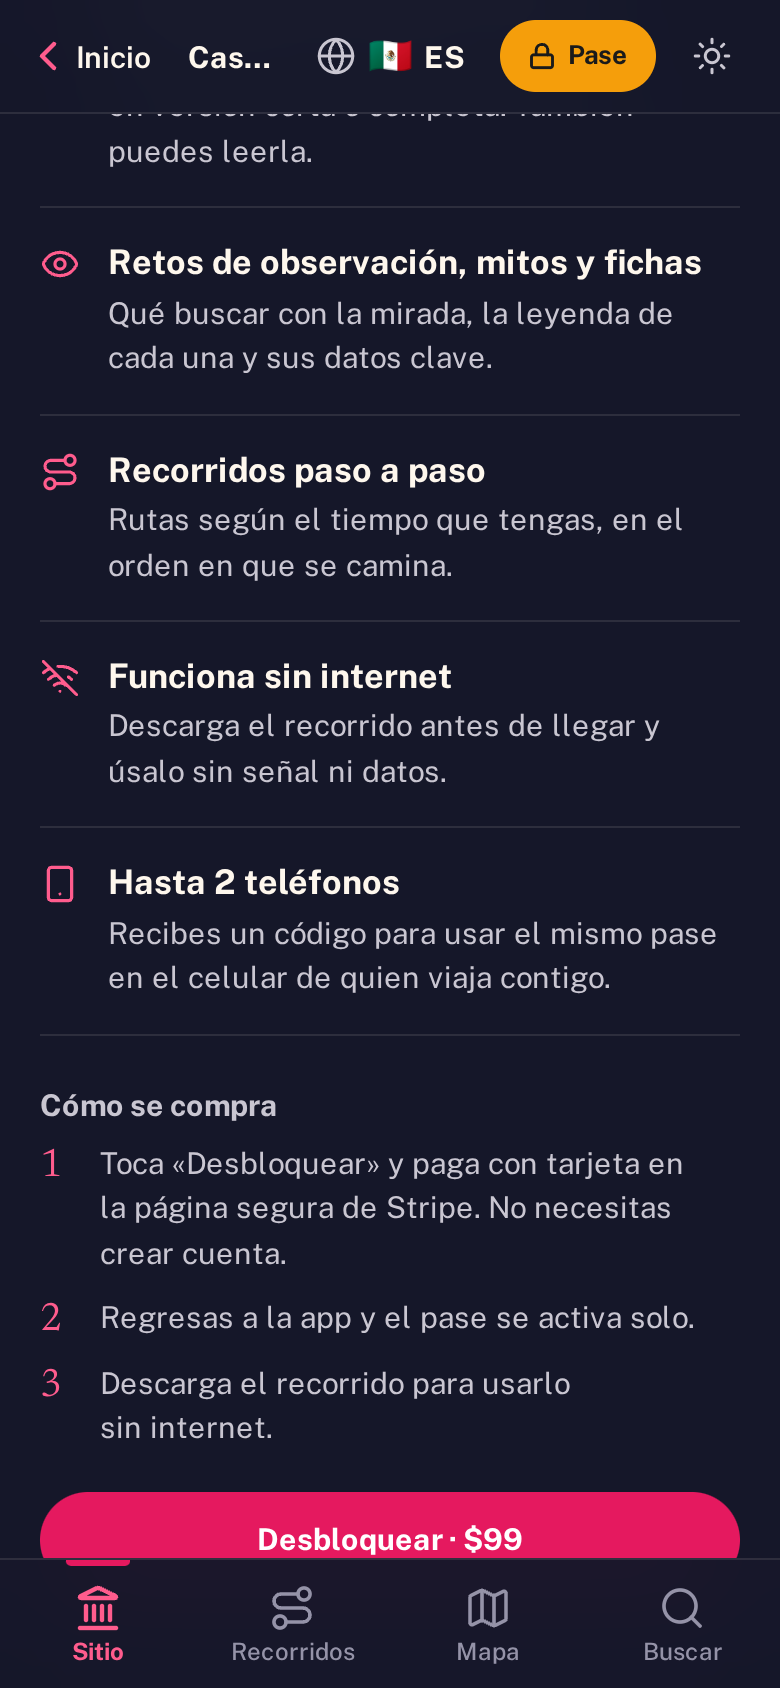 Inicio
Cas...
ES
Pase
puedes leerla.
Retos de observación, mitos y fichas
Qué buscar con la mirada, la leyenda de
cada una y sus datos clave.
Recorridos paso a paso
Rutas según el tiempo que tengas, en el
orden en que se camina.
Funciona sin internet
Descarga el recorrido antes de llegar y
úsalo sin señal ni datos.
Hasta 2 teléfonos
Recibes un código para usar el mismo pase
en el celular de quien viaja contigo.
Cómo se compra
1 Toca «Desbloquear» y paga con tarjeta en
la página segura de Stripe. No necesitas
crear cuenta.
2 Regresas a la app y el pase se activa solo.
3 Descarga el recorrido para usarlo
sin internet.
Desbloquear · $99
Sitio
Recorridos
Mapa
Buscar